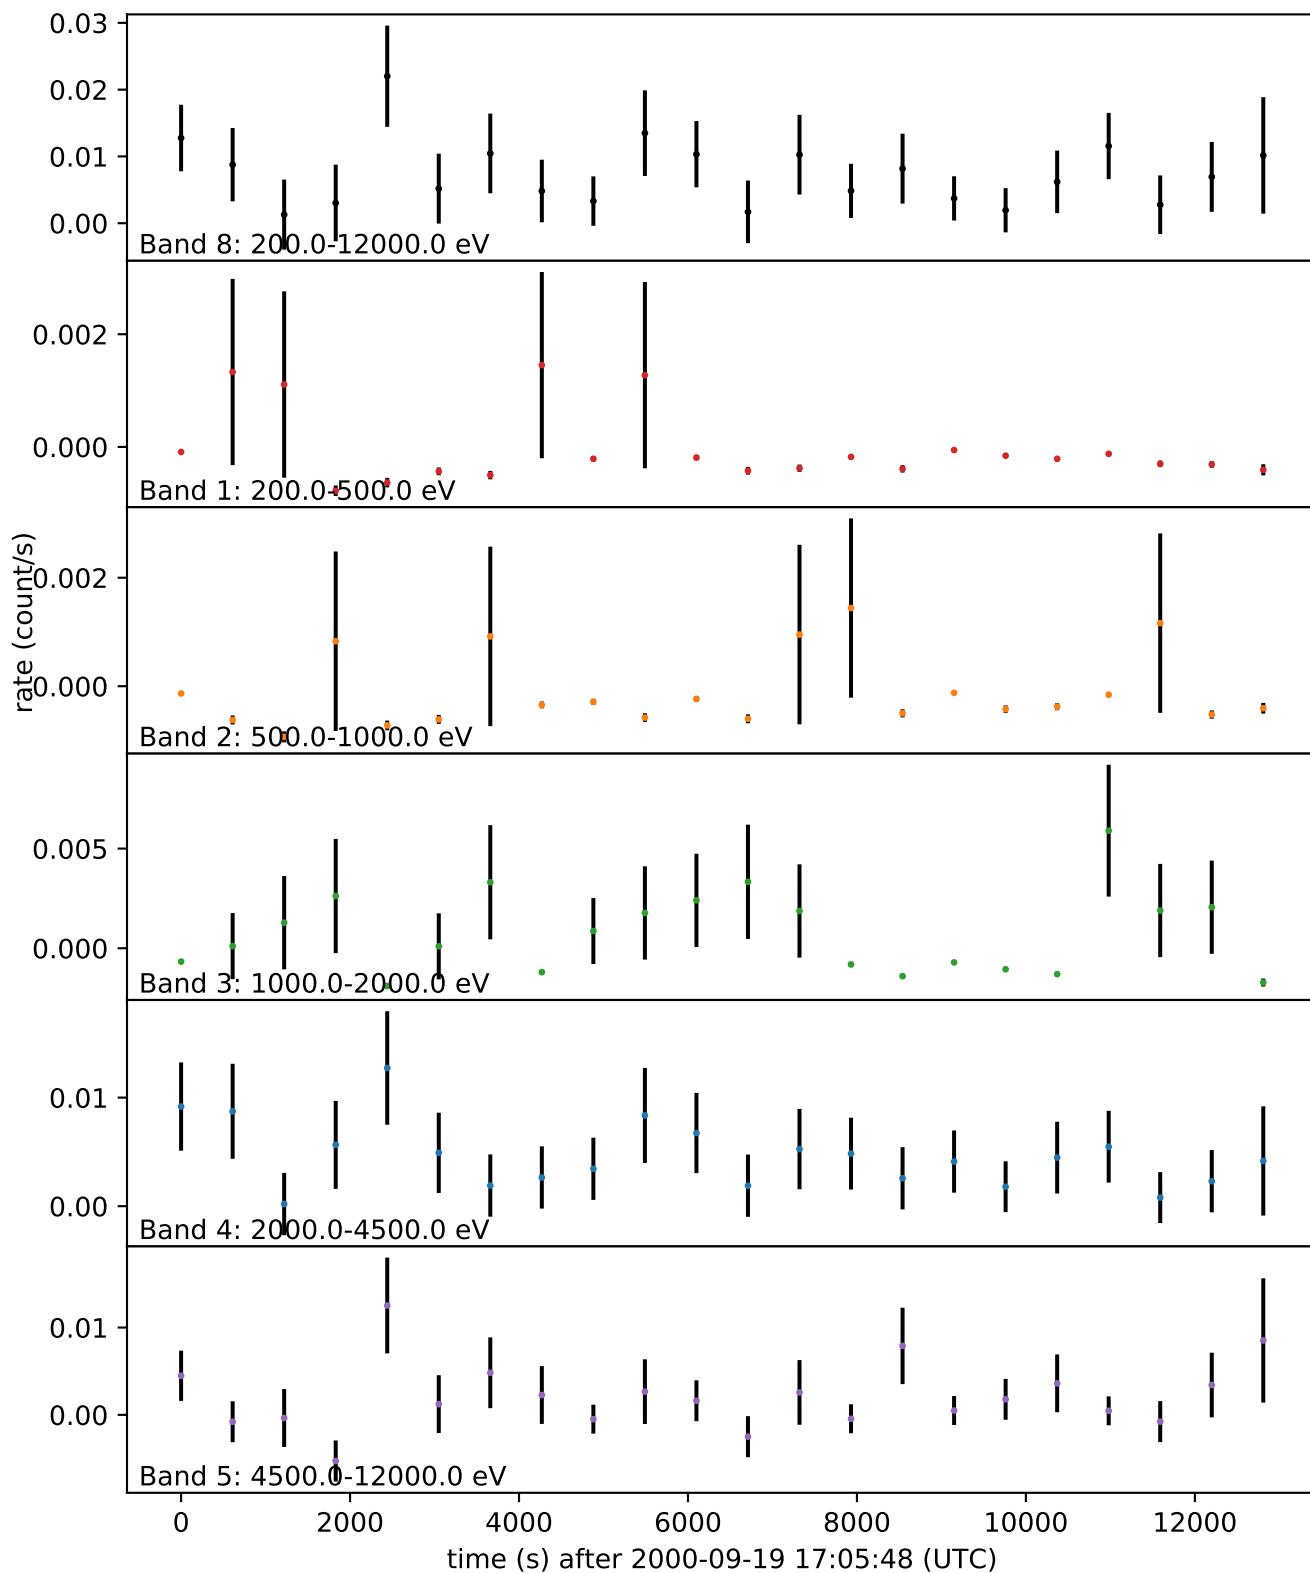 0.03
0.02
0.01
0.00
Band 8: 200.0-12000.0 eV
0.002
0.000
Band 1: 200.0-500.0 eV
rate (count/s)
0.002
0.000
Band 2: 500.0-1000.0 eV
0.005
0.000
Band 3: 1000.0-2000.0 eV
0.01
0.00
Band 4: 2000.0-4500.0 eV
0.01
0.00
Band 5: 4500.0-12000.0 eV
0 2000 4000 6000 8000 10000 12000
time (s) after 2000-09-19 17:05:48 (UTC)